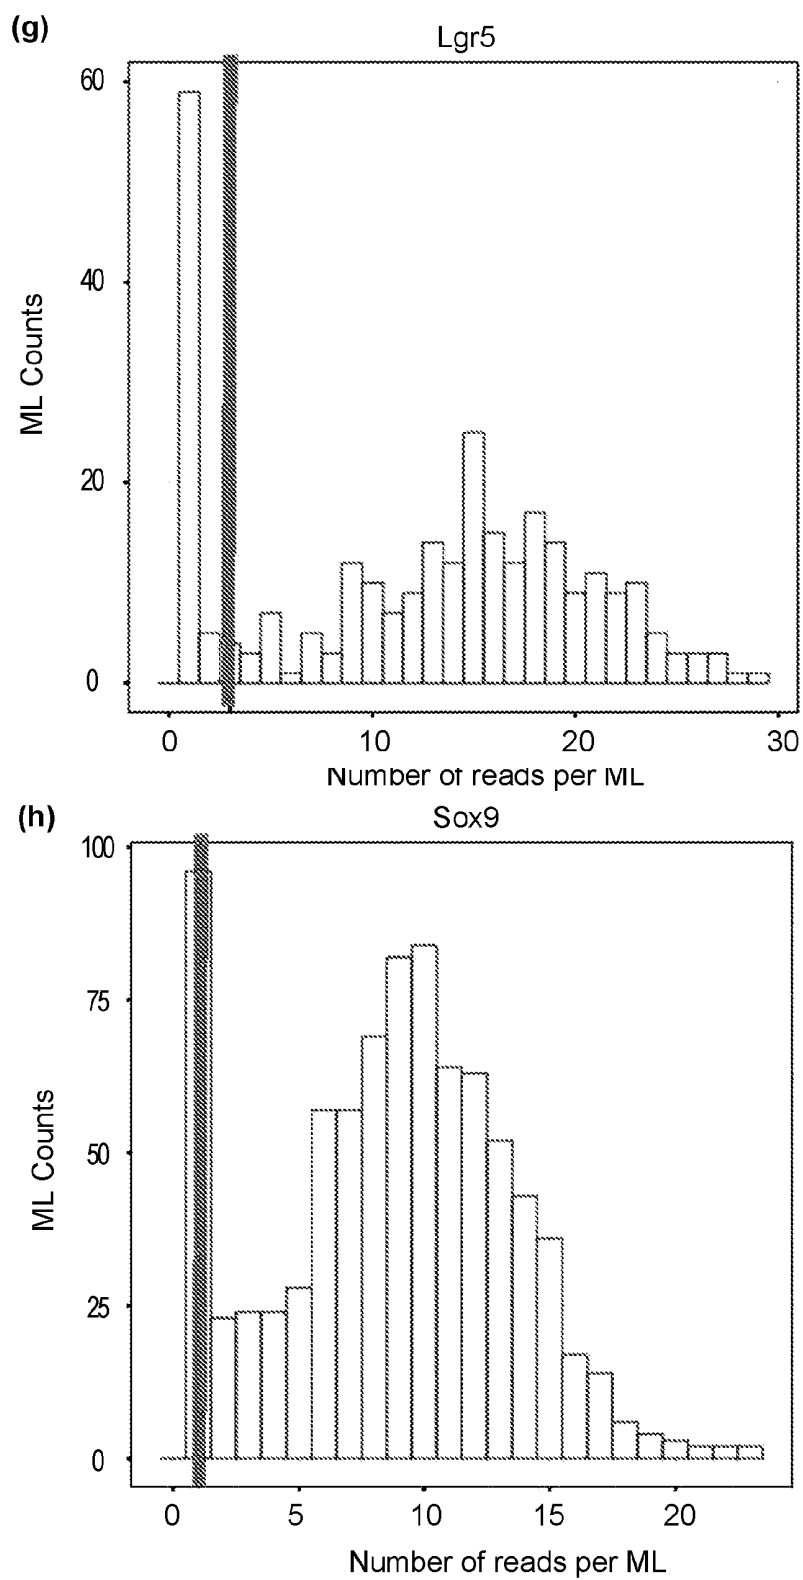 (g)
Lgr5
60
40
20
0
ML Counts
0 10 20 30
Number of reads per ML
(h)
Sox9
100
75
50
25
0
ML Counts
0 5 10 15 20
Number of reads per ML